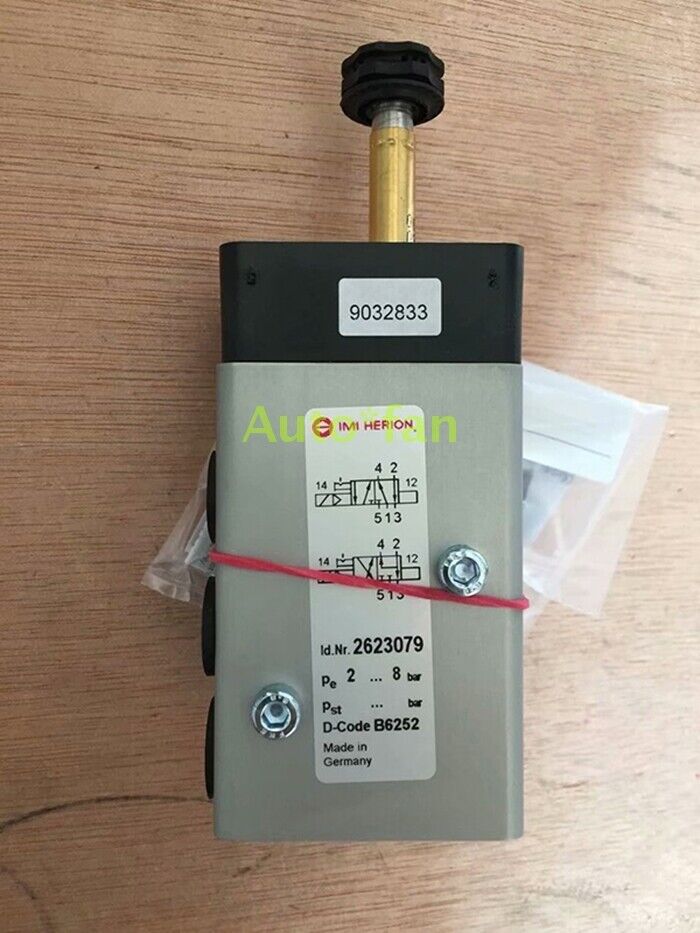 9032833
Auto*fan
IMI HERION
4 2
14 12
5 1 3
4 2
14 12
5 1 3
Id.Nr. 2623079
pe 2 ... 8 bar
pst ... bar
D-Code B6252
Made in
Germany